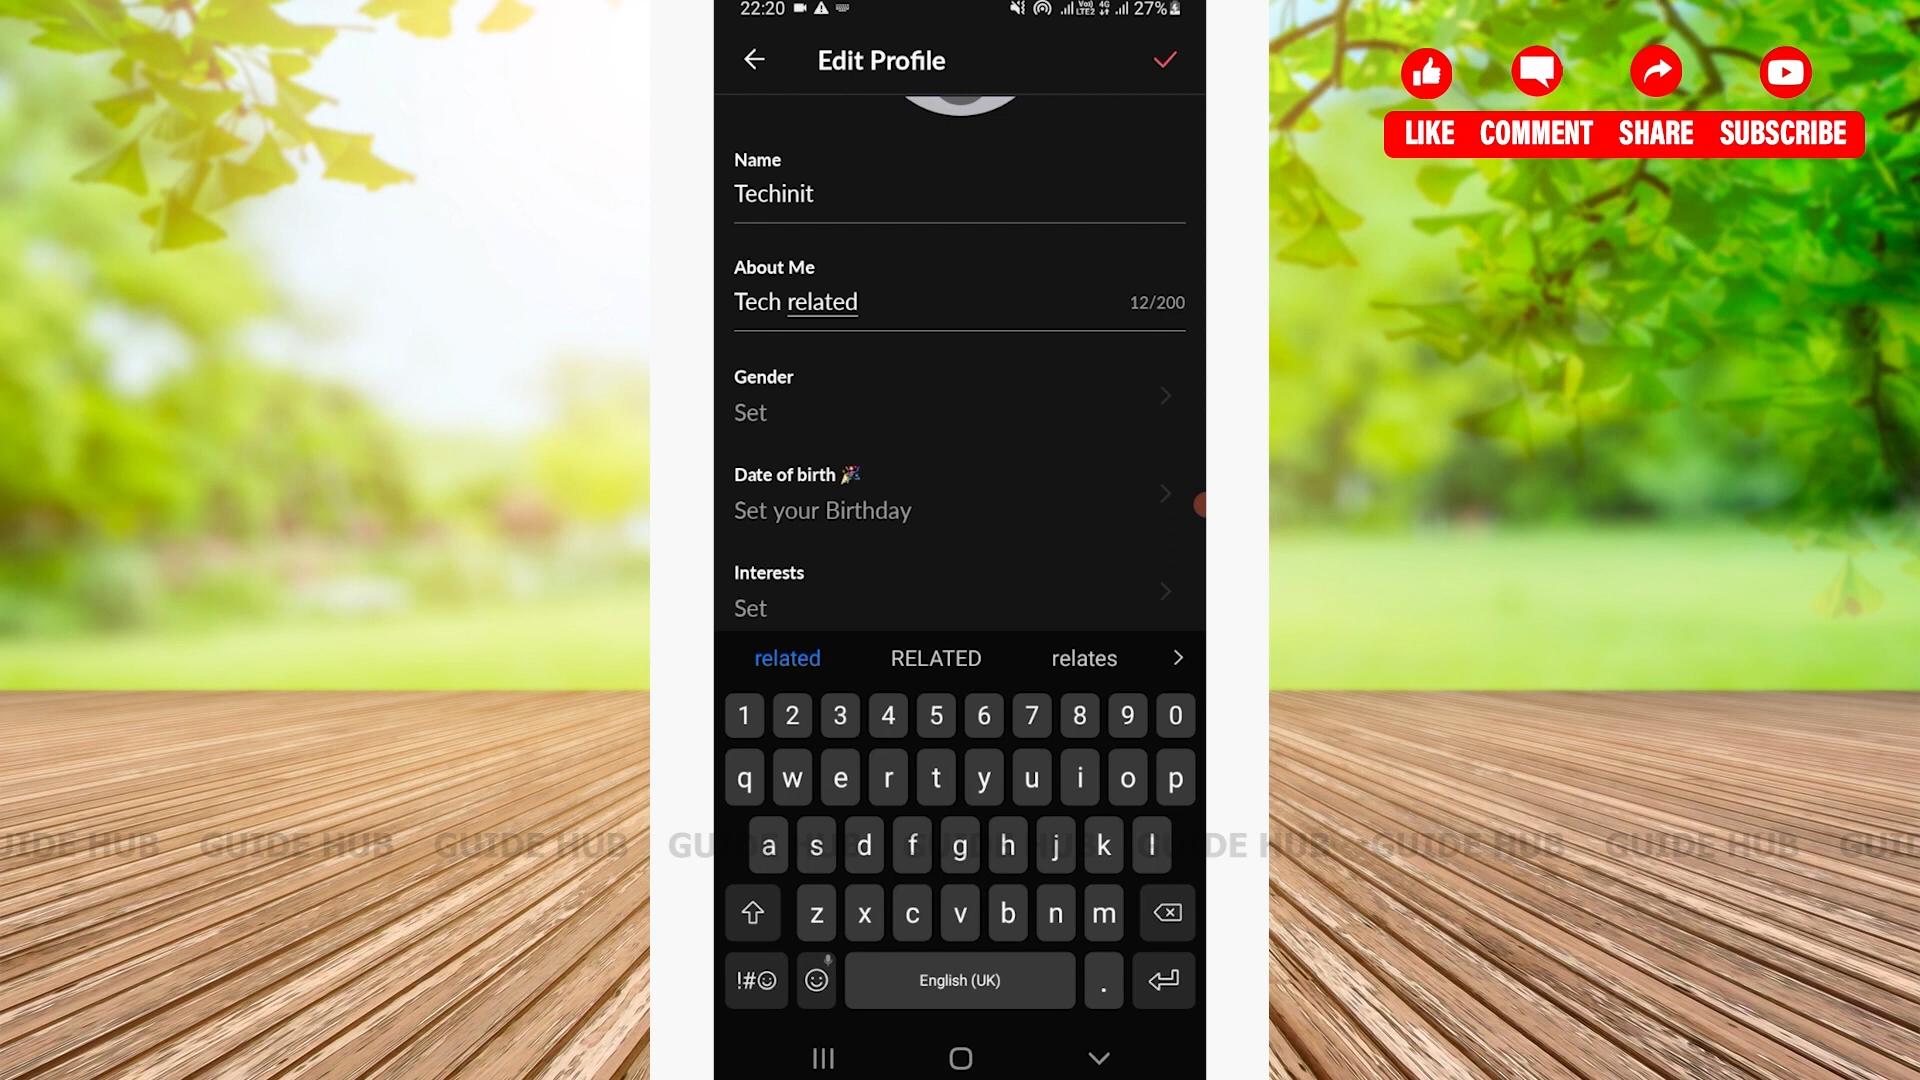 22:20
27%
Edit Profile
LIKE COMMENT SHARE SUBSCRIBE
Name
Techinit
About Me
Tech related
12/200
Gender
Set
Date of birth 🎉
Set your Birthday
Interests
Set
related RELATED relates
1 2 3 4 5 6 7 8 9 0
q w e r t y u i o p
a s d f g h j k l
GUIDE HUB GUIDE HUB GUIDE HUB GUIDE HUB
z x c v b n m
!#☺ English (UK) .